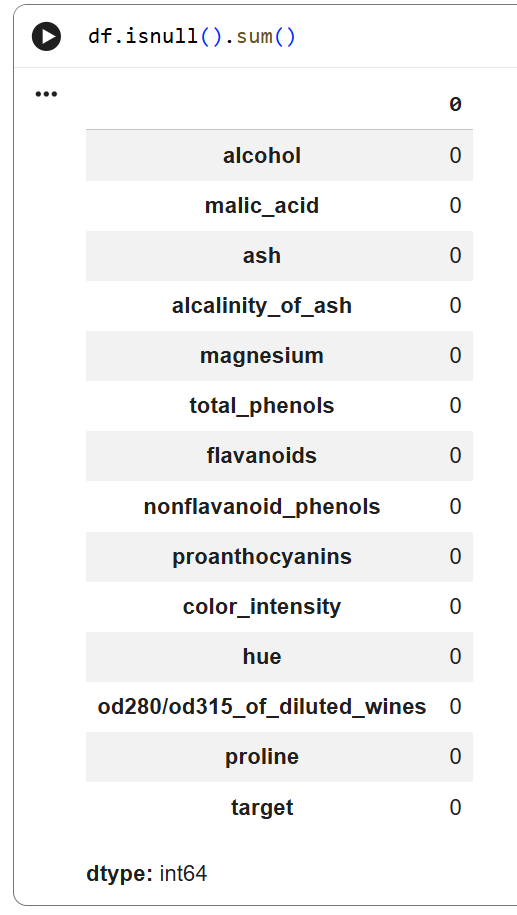 df.isnull().sum()
0
alcohol 0
malic_acid 0
ash 0
alcalinity_of_ash 0
magnesium 0
total_phenols 0
flavanoids 0
nonflavanoid_phenols 0
proanthocyanins 0
color_intensity 0
hue 0
od280/od315_of_diluted_wines 0
proline 0
target 0
dtype: int64